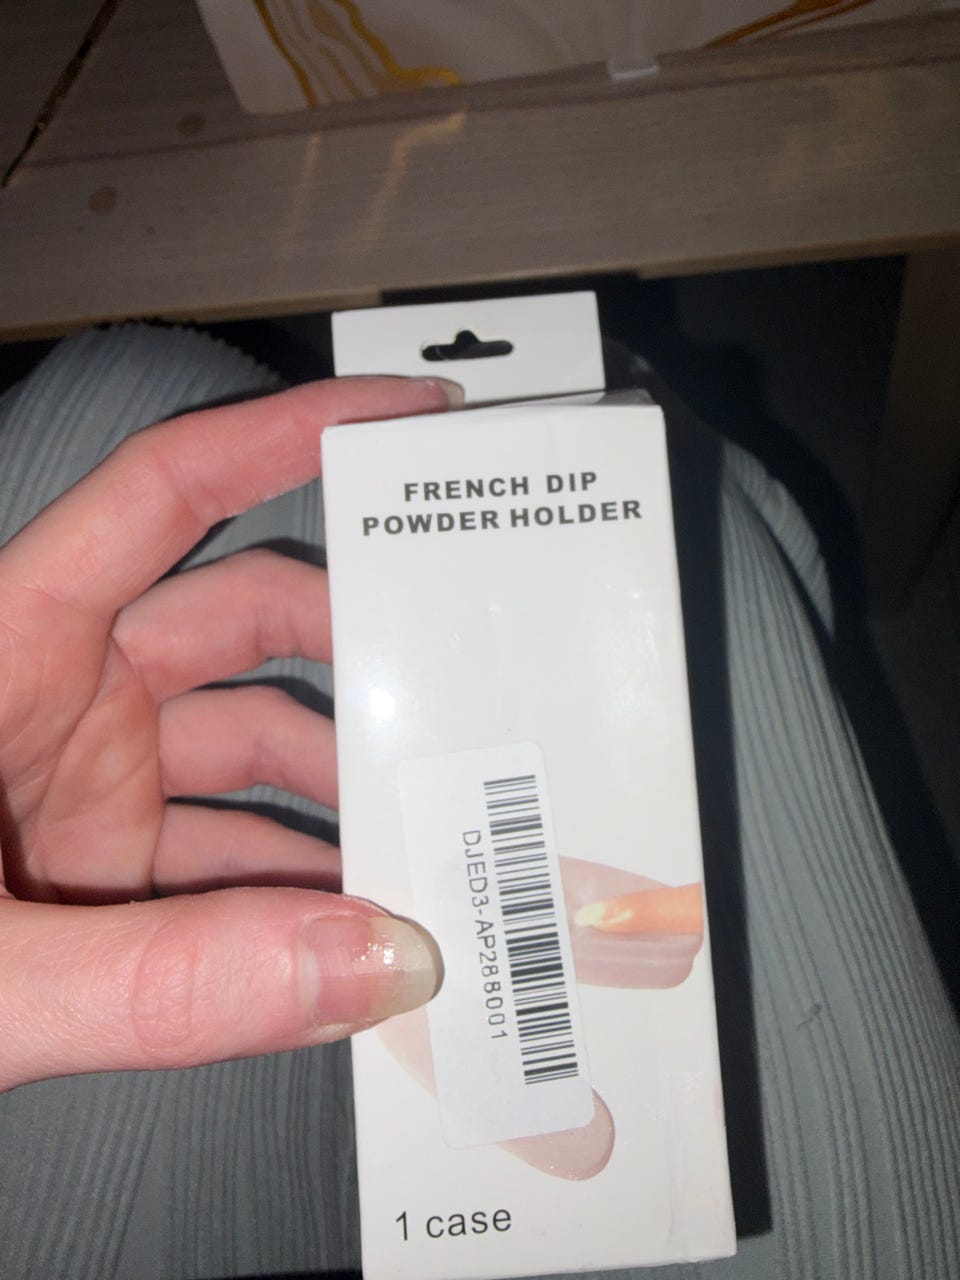 FRENCH DIP
POWDER HOLDER
DJED3-AP288001
1 case